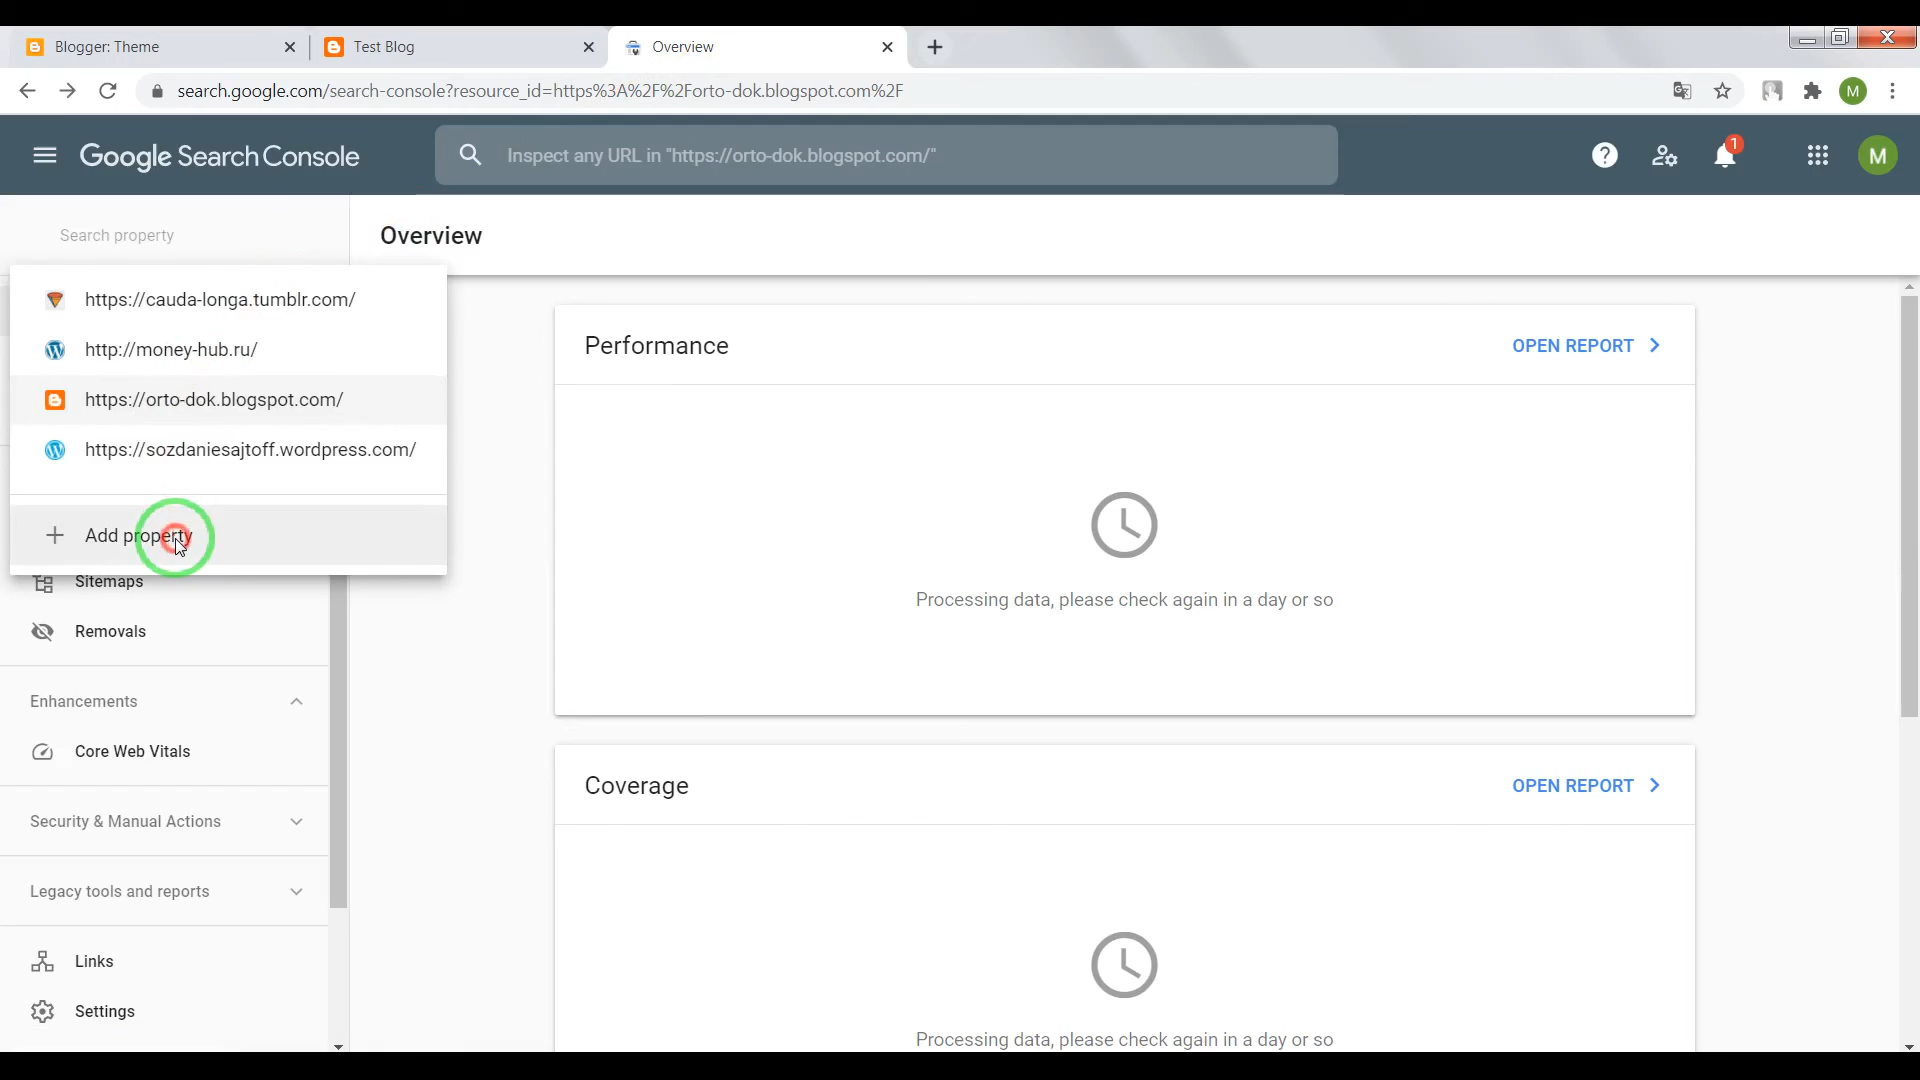 Blogger: Theme
Test Blog
Overview
search.google.com/search-console?resource_id=https%3A%2F%2Forto-dok.blogspot.com%2F
M
Google Search Console
Inspect any URL in "https://orto-dok.blogspot.com/"
1
M
Search property
Overview
https://cauda-longa.tumblr.com/
http://money-hub.ru/
https://orto-dok.blogspot.com/
https://sozdaniesajtoff.wordpress.com/
Add property
Sitemaps
Removals
Enhancements
Core Web Vitals
Security & Manual Actions
Legacy tools and reports
Links
Settings
Performance
OPEN REPORT
Processing data, please check again in a day or so
Coverage
OPEN REPORT
Processing data, please check again in a day or so